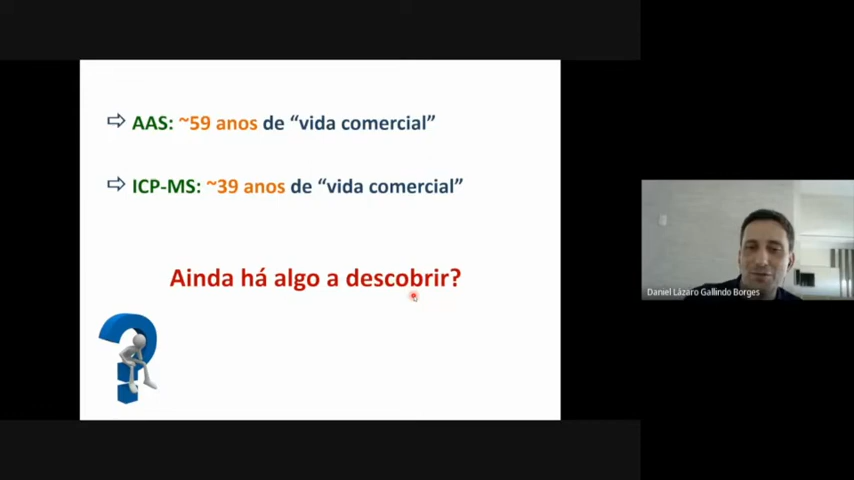 AAS: ~59 anos de “vida comercial”
ICP-MS: ~39 anos de “vida comercial”
Ainda há algo a descobrir?
Daniel Lázaro Gallindo Borges